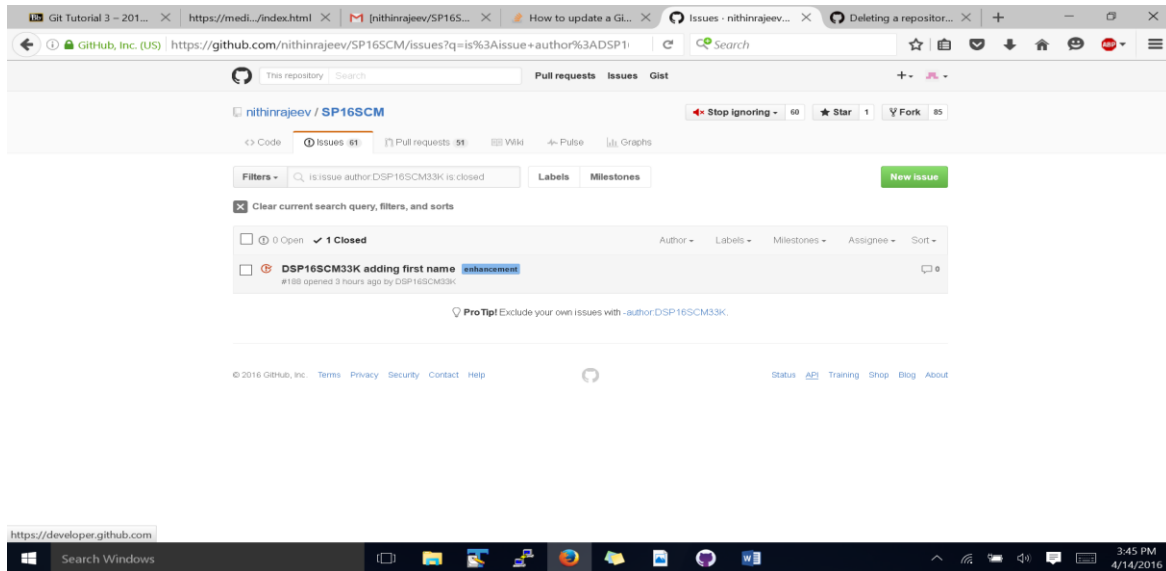 Git Tutorial 3 – 201... https://medi.../index.html [nithinrajeev/SP16S... How to update a Gi... Issues · nithinrajeev... Deleting a repositor...
GitHub, Inc. (US) https://github.com/nithinrajeev/SP16SCM/issues?q=is%3Aissue+author%3ADSP1 Search
This repository Search Pull requests Issues Gist
nithinrajeev / SP16SCM Stop ignoring 60 Star 1 Fork 85
Code Issues 61 Pull requests 51 Wiki Pulse Graphs
Filters is:issue author:DSP16SCM33K is:closed Labels Milestones New issue
Clear current search query, filters, and sorts
0 Open 1 Closed Author Labels Milestones Assignee Sort
DSP16SCM33K adding first name enhancement 0
#188 opened 3 hours ago by DSP16SCM33K
ProTip! Exclude your own issues with -author:DSP16SCM33K.
© 2016 GitHub, Inc. Terms Privacy Security Contact Help Status API Training Shop Blog About
https://developer.github.com
Search Windows 3:45 PM
4/14/2016